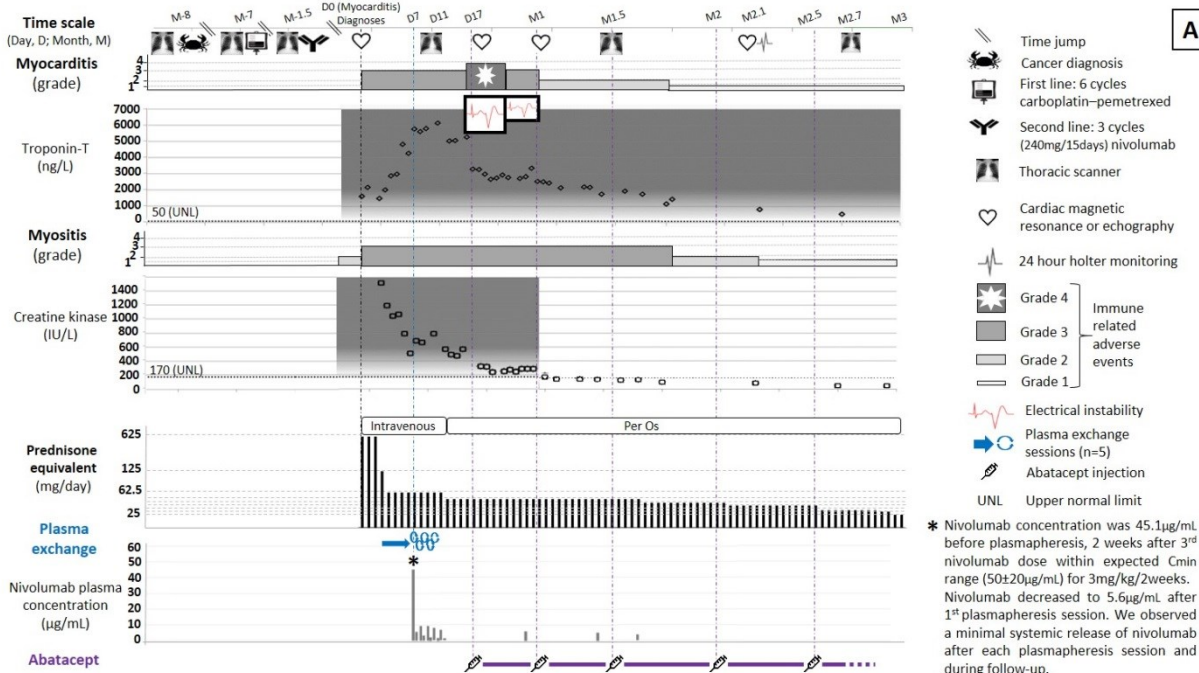 Time scale
(Day, D; Month, M)
M-8
M-7
M-1.5
D0 (Myocarditis)
Diagnoses
D7
D11
D17
M1
M1.5
M2
M2.1
M2.5
M2.7
M3
A
Myocarditis
(grade)
4
3
2
1
Troponin-T
(ng/L)
7000
6000
5000
4000
3000
2000
1000
0
50 (UNL)
Myositis
(grade)
4
3
2
1
Creatine kinase
(IU/L)
1400
1200
1000
800
600
400
200
0
170 (UNL)
Intravenous
Per Os
Prednisone
equivalent
(mg/day)
625
125
62.5
25
Plasma
exchange
Nivolumab plasma
concentration
(µg/mL)
60
50
40
30
20
10
0
*
Abatacept
Time jump
Cancer diagnosis
First line: 6 cycles
carboplatin–pemetrexed
Second line: 3 cycles
(240mg/15days) nivolumab
Thoracic scanner
Cardiac magnetic
resonance or echography
24 hour holter monitoring
Grade 4
Grade 3
Grade 2
Grade 1
Immune
related
adverse
events
Electrical instability
Plasma exchange
sessions (n=5)
Abatacept injection
UNL Upper normal limit
* Nivolumab concentration was 45.1µg/mL
before plasmapheresis, 2 weeks after 3rd
nivolumab dose within expected Cmin
range (50±20µg/mL) for 3mg/kg/2weeks.
Nivolumab decreased to 5.6µg/mL after
1st plasmapheresis session. We observed
a minimal systemic release of nivolumab
after each plasmapheresis session and
during follow-up.